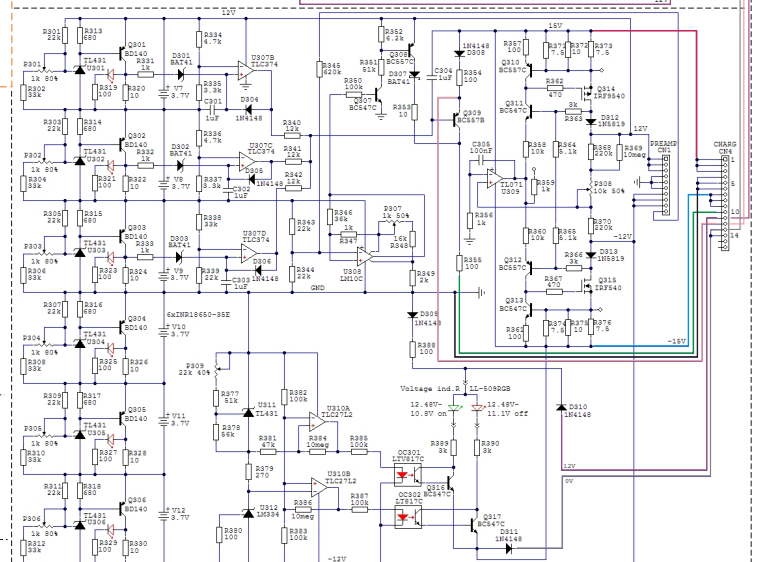 12V
12V
15V
R301 22k
R313 680
Q301 BD140
R334 4.7k
R352 6.2k
Q308 BC557C
1N4148 D308
R357 100
R371 7.5
R372 10
R373 7.5
TL431 U301
R331 1k
D301 BAT41
U307B TLC374
R345 620k
R351 51k
D307 BAT41
C304 1uF
R354 100
Q310 BC557C
P301 1k 80%
R302 33k
R319 100
R320 10
V7 3.7V
R335 3.3k
C301 1uF
D304 1N4148
R350 100k
Q307 BC547C
R353 10
R362 470
Q314 IRF9540
R303 22k
R314 680
Q302 BD140
R336 4.7k
R340 12k
Q309 BC557B
Q311 BC547C
3k R363
D312 1N5819
12V
TL431 U302
R332 1k
D302 BAT41
U307C TLC374
R341 12k
R342 12k
C305 100nF
R358 10k
R364 5.1k
R368 220k
R369 10meg
PREAMP CN1
CHARG CN4
P302 1k 80%
R304 33k
R321 100
R322 10
V8 3.7V
R337 3.3k
C302 1uF
D305 1N4148
TL071 U309
R359 1k
P308 10k 50%
1
5
10
14
R305 22k
R315 680
Q303 BD140
R338 33k
R343 22k
R346 36k
P307 1k 50%
R356 1k
R370 220k
TL431 U303
R333 1k
D303 BAT41
U307D TLC374
1k R347
16k R348
R360 10k
R365 5.1k
-12V
P303 1k 80%
R306 33k
R323 100
R324 10
V9 3.7V
R339 22k
C303 1uF
D306 1N4148
R344 22k
U308 LM10C
R349 2k
R355 100
Q312 BC557C
R366 3k
D313 1N5819
GND
R367 470
Q315 IRF540
R307 22k
R316 680
Q304 BD140
6xINR18650-35E
D309 1N4148
Q313 BC547C
TL431 U304
V10 3.7V
R388 100
R361 100
R374 7.5
R375 10
R376 7.5
-15V
P304 1k 80%
R308 33k
R325 100
R326 10
P309 22k 40%
R309 22k
R317 680
Q305 BD140
R377 51k
U311 TL431
R382 100k
Voltage ind.R LL-509RGB
12.48V- 10.8V on
12.48V- 11.1V off
D310 1N4148
TL431 U305
V11 3.7V
U310A TLC27L2
P305 1k 80%
R310 33k
R327 100
R328 10
R378 56k
R381 47k
R384 10meg
R385 100k
R389 3k
R390 3k
OC301 LTV817C
12V
0V
R311 22k
R318 680
Q306 BD140
R379 270
U310B TLC27L2
Q316 BC547C
TL431 U306
V12 3.7V
U312 LM334
R386 10meg
R387 100k
OC302 LT817C
Q317 BC547C
P306 1k 80%
R312 33k
R329 100
R330 10
R380 100
R383 100k
D311 1N4148
-12V